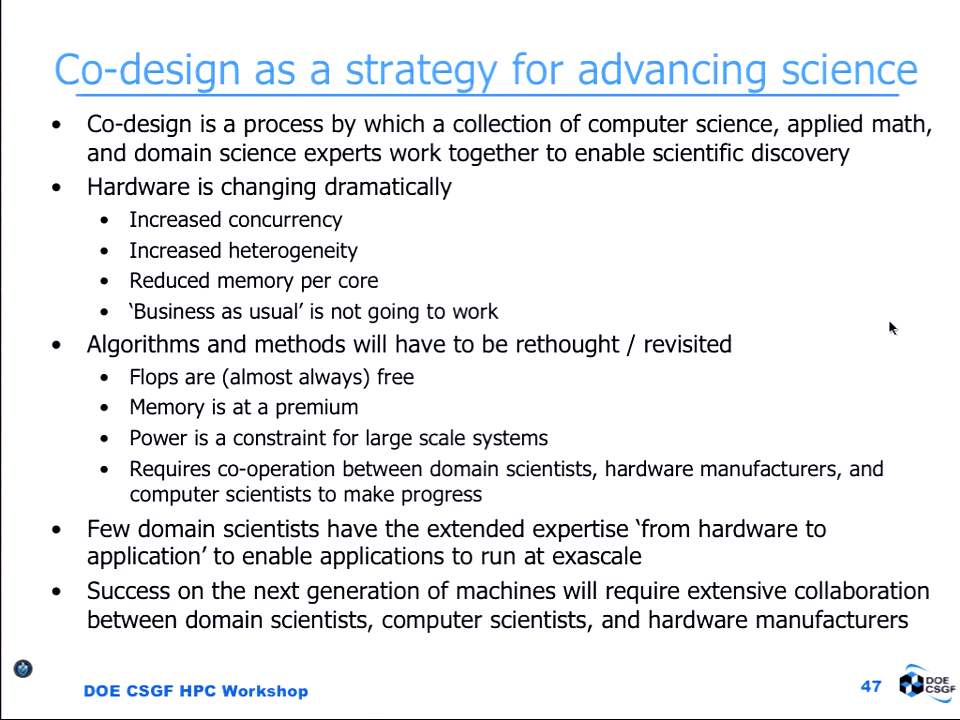 Co-design as a strategy for advancing science
• Co-design is a process by which a collection of computer science, applied math,
and domain science experts work together to enable scientific discovery
• Hardware is changing dramatically
• Increased concurrency
• Increased heterogeneity
• Reduced memory per core
• ‘Business as usual’ is not going to work
• Algorithms and methods will have to be rethought / revisited
• Flops are (almost always) free
• Memory is at a premium
• Power is a constraint for large scale systems
• Requires co-operation between domain scientists, hardware manufacturers, and
computer scientists to make progress
• Few domain scientists have the extended expertise ‘from hardware to
application’ to enable applications to run at exascale
• Success on the next generation of machines will require extensive collaboration
between domain scientists, computer scientists, and hardware manufacturers
DOE CSGF HPC Workshop
47
DOE
CSGF